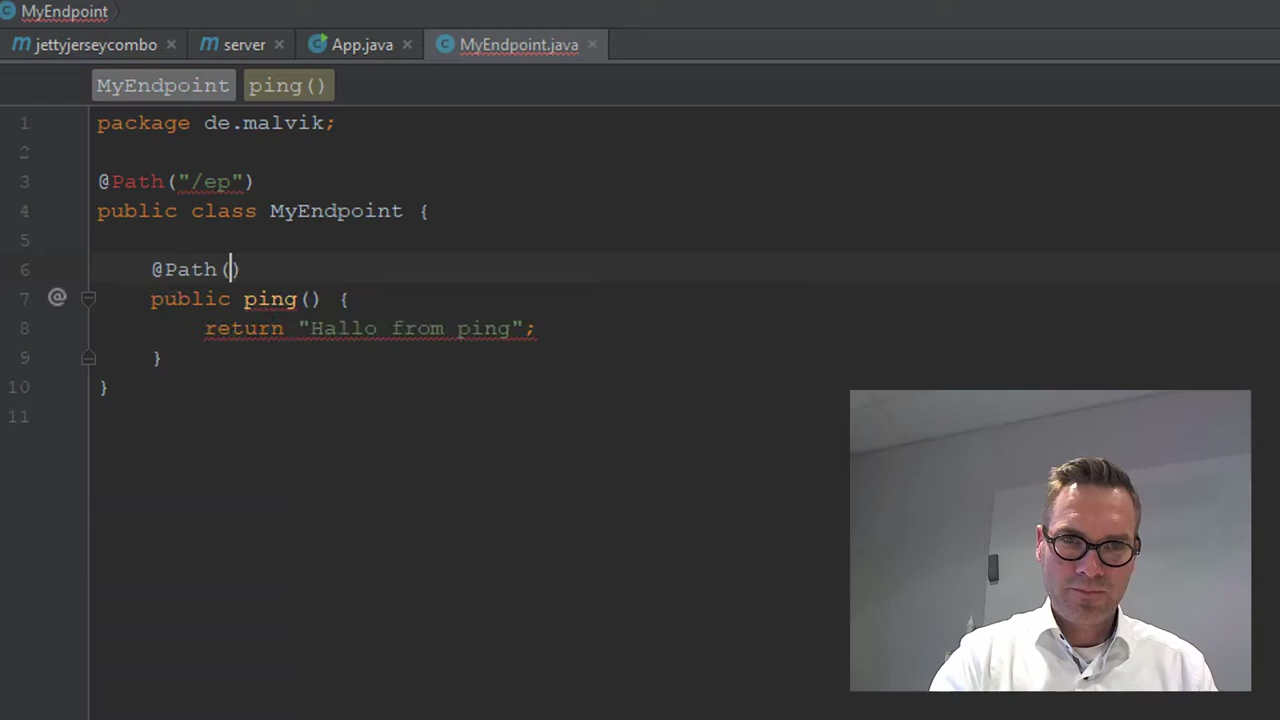 MyEndpoint
jettyjerseycombo server App.java MyEndpoint.java
MyEndpoint ping()
1 package de.malvik;
2
3 @Path("/ep")
4 public class MyEndpoint {
5
6 @Path()
7 public ping() {
8 return "Hallo from ping";
9 }
10 }
11